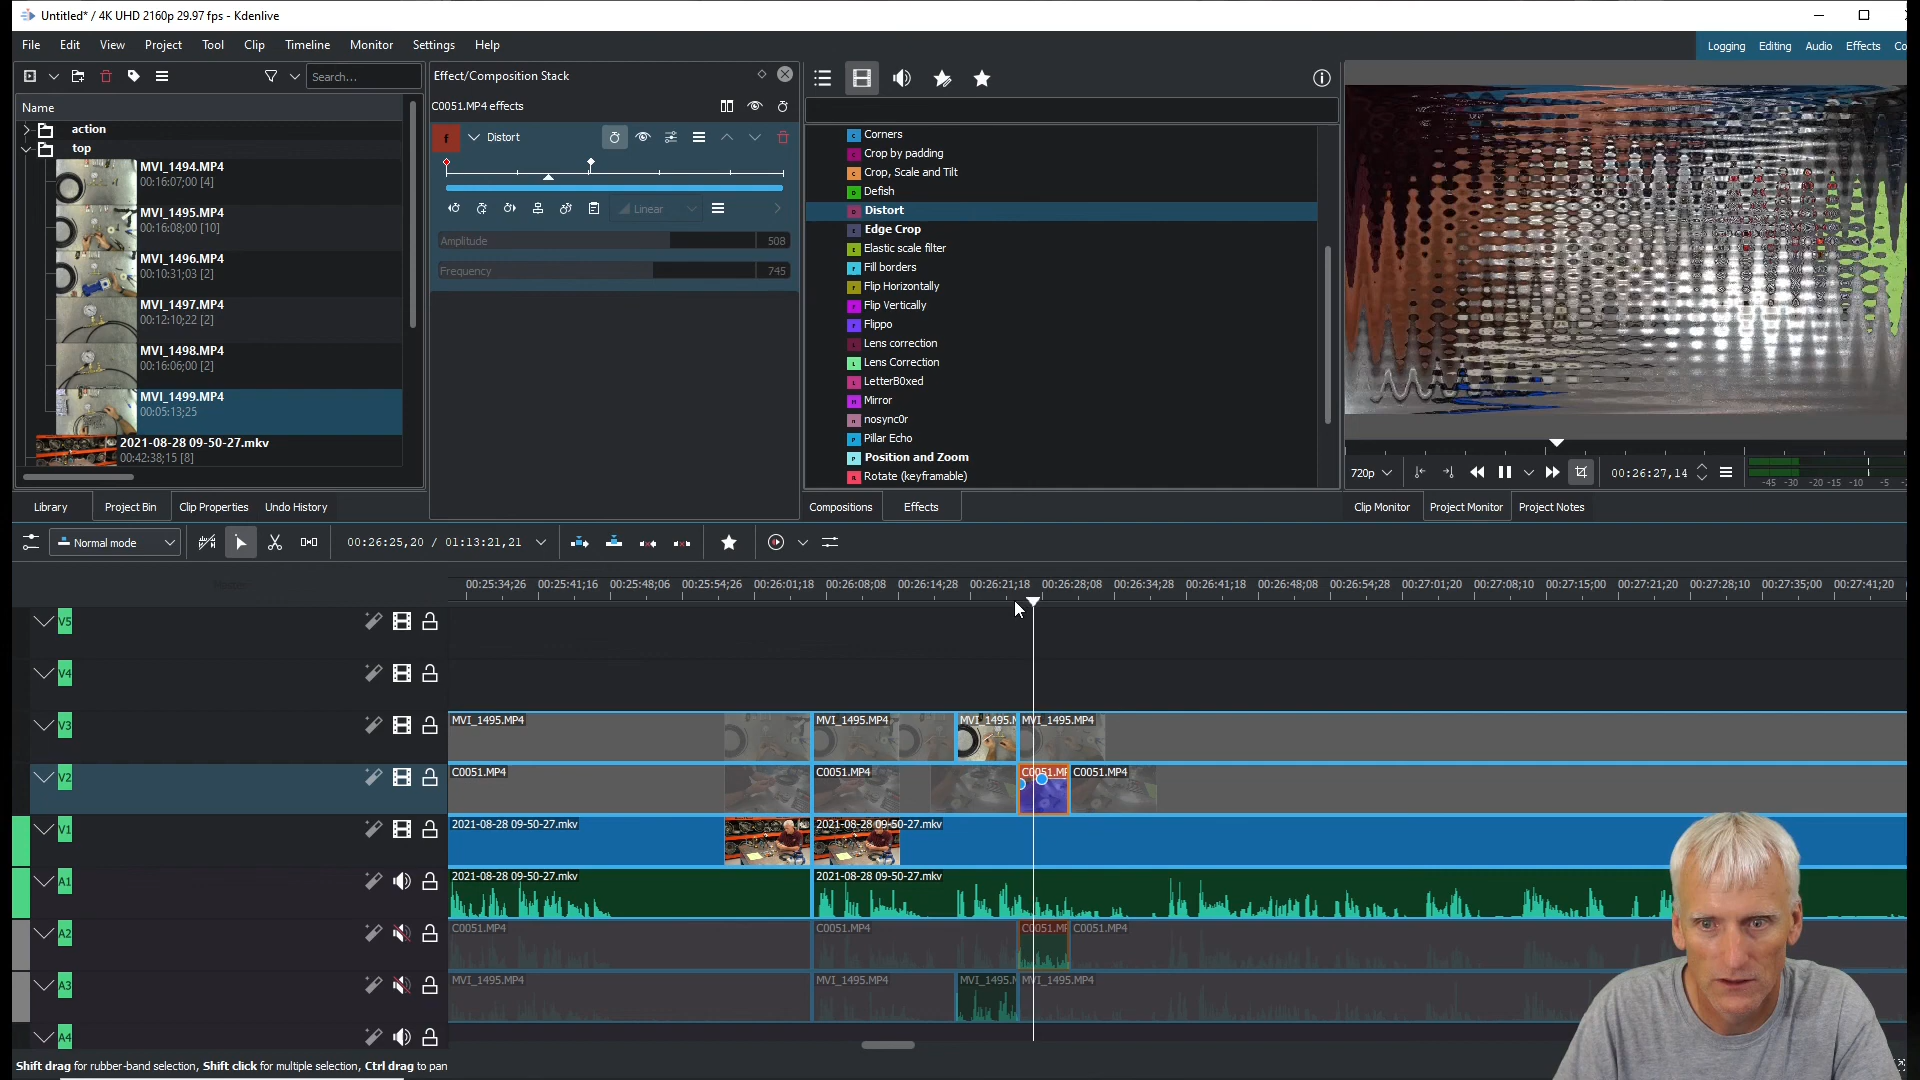 Untitled* / 4K UHD 2160p 29.97 fps - Kdenlive
File Edit View Project Tool Clip Timeline Monitor Settings Help
Logging Editing Audio Effects Co
Search...
Name
action
top
MVI_1494.MP4
00:16:07;00 [4]
MVI_1495.MP4
00:16:08;00 [10]
MVI_1496.MP4
00:10:31;03 [2]
MVI_1497.MP4
00:12:10;22 [2]
MVI_1498.MP4
00:16:06;00 [2]
MVI_1499.MP4
00:05:13;25
2021-08-28 09-50-27.mkv
00:42:38;15 [8]
Library Project Bin Clip Properties Undo History
Effect/Composition Stack
C0051.MP4 effects
f Distort
Linear
Amplitude 508
Frequency 745
Corners
Crop by padding
Crop, Scale and Tilt
Defish
Distort
Edge Crop
Elastic scale filter
Fill borders
Flip Horizontally
Flip Vertically
Flippo
Lens correction
Lens Correction
LetterB0xed
Mirror
nosync0r
Pillar Echo
Position and Zoom
Rotate (keyframable)
Compositions Effects
720p 00:26:27,14
-45 -30 -20 -15 -10 -5
Clip Monitor Project Monitor Project Notes
Normal mode 00:26:25,20 / 01:13:21,21
Master
00:25:34;26 00:25:41;16 00:25:48;06 00:25:54;26 00:26:01;18 00:26:08;08 00:26:14;28 00:26:21;18 00:26:28;08 00:26:34;28 00:26:41;18 00:26:48;08 00:26:54;28 00:27:01;20 00:27:08;10 00:27:15;00 00:27:21;20 00:27:28;10 00:27:35;00 00:27:41;20
V5
V4
V3 MVI_1495.MP4 MVI_1495.MP4 MVI_1495.M MVI_1495.MP4
V2 C0051.MP4 C0051.MP4 C0051.MP C0051.MP4
V1 2021-08-28 09-50-27.mkv 2021-08-28 09-50-27.mkv
A1 2021-08-28 09-50-27.mkv 2021-08-28 09-50-27.mkv
A2 C0051.MP4 C0051.MP4 C0051.MP C0051.MP4
A3 MVI_1495.MP4 MVI_1495.MP4 MVI_1495.M MVI_1495.MP4
A4
Shift drag for rubber-band selection, Shift click for multiple selection, Ctrl drag to pan